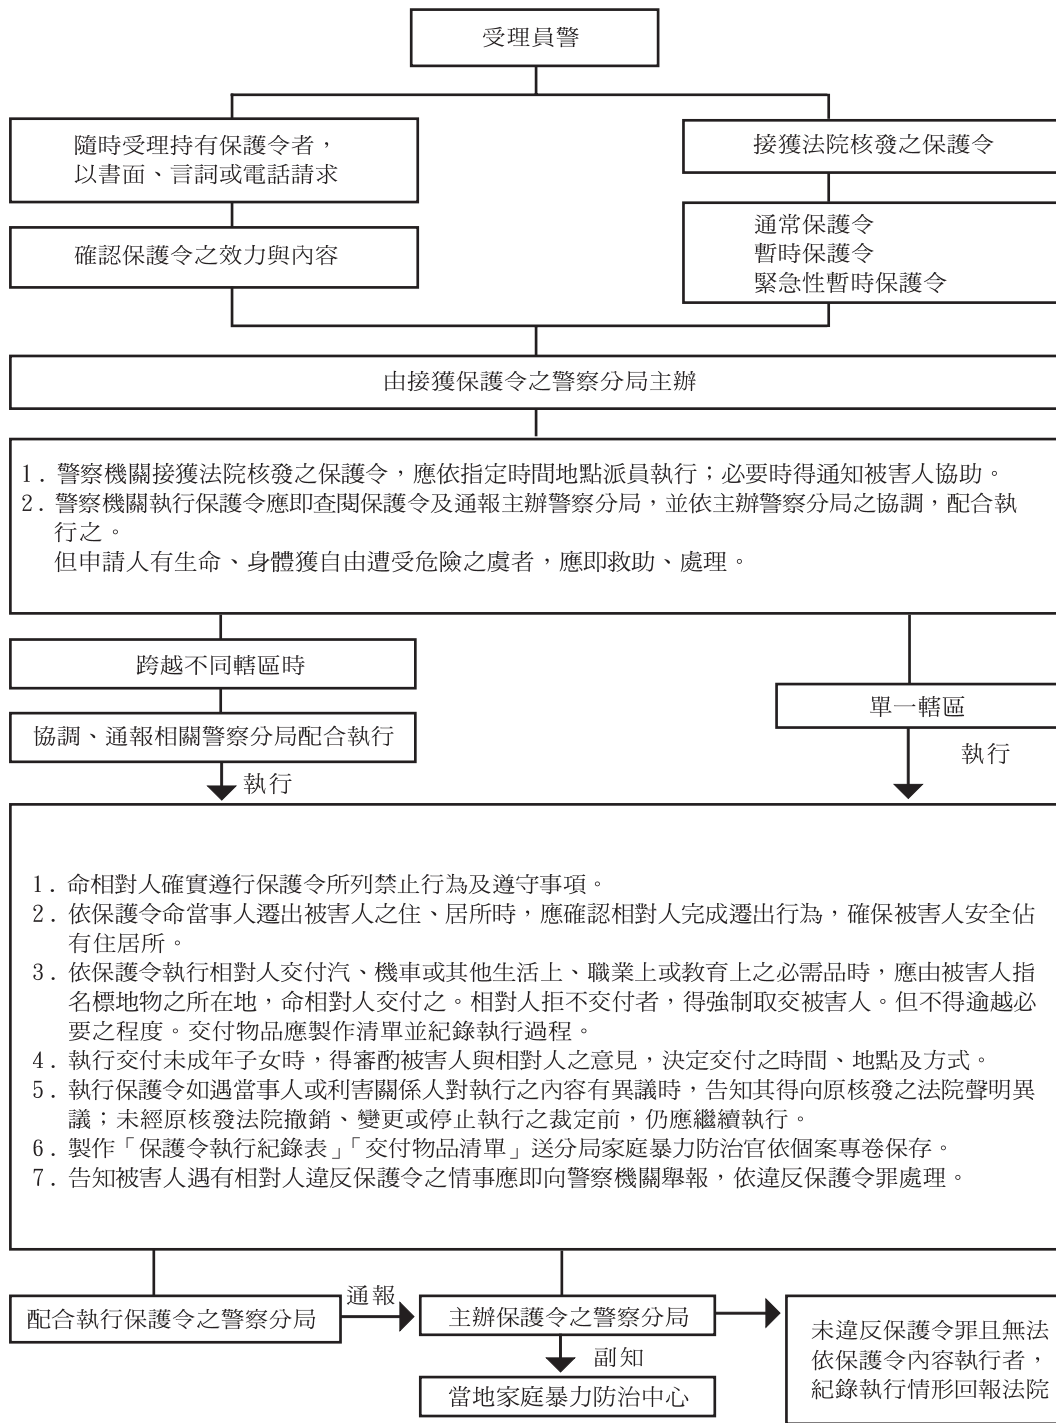 受理員警
隨時受理持有保護令者，
以書面、言詞或電話請求
接獲法院核發之保護令
確認保護令之效力與內容
通常保護令
暫時保護令
緊急性暫時保護令
由接獲保護令之警察分局主辦
1. 警察機關接獲法院核發之保護令，應依指定時間地點派員執行；必要時得通知被害人協助。
2. 警察機關執行保護令應即查閱保護令及通報主辦警察分局，並依主辦警察分局之協調，配合執
行之。
但申請人有生命、身體獲自由遭受危險之虞者，應即救助、處理。
跨越不同轄區時
單一轄區
協調、通報相關警察分局配合執行
執行
執行
1. 命相對人確實遵行保護令所列禁止行為及遵守事項。
2. 依保護令命當事人遷出被害人之住、居所時，應確認相對人完成遷出行為，確保被害人安全佔
有住居所。
3. 依保護令執行相對人交付汽、機車或其他生活上、職業上或教育上之必需品時，應由被害人指
名標地物之所在地，命相對人交付之。相對人拒不交付者，得強制取交被害人。但不得逾越必
要之程度。交付物品應製作清單並紀錄執行過程。
4. 執行交付未成年子女時，得審酌被害人與相對人之意見，決定交付之時間、地點及方式。
5. 執行保護令如遇當事人或利害關係人對執行之內容有異議時，告知其得向原核發之法院聲明異
議；未經原核發法院撤銷、變更或停止執行之裁定前，仍應繼續執行。
6. 製作「保護令執行紀錄表」「交付物品清單」送分局家庭暴力防治官依個案專卷保存。
7. 告知被害人遇有相對人違反保護令之情事應即向警察機關舉報，依違反保護令罪處理。
配合執行保護令之警察分局
通報
主辦保護令之警察分局
未違反保護令罪且無法
依保護令內容執行者，
紀錄執行情形回報法院
副知
當地家庭暴力防治中心